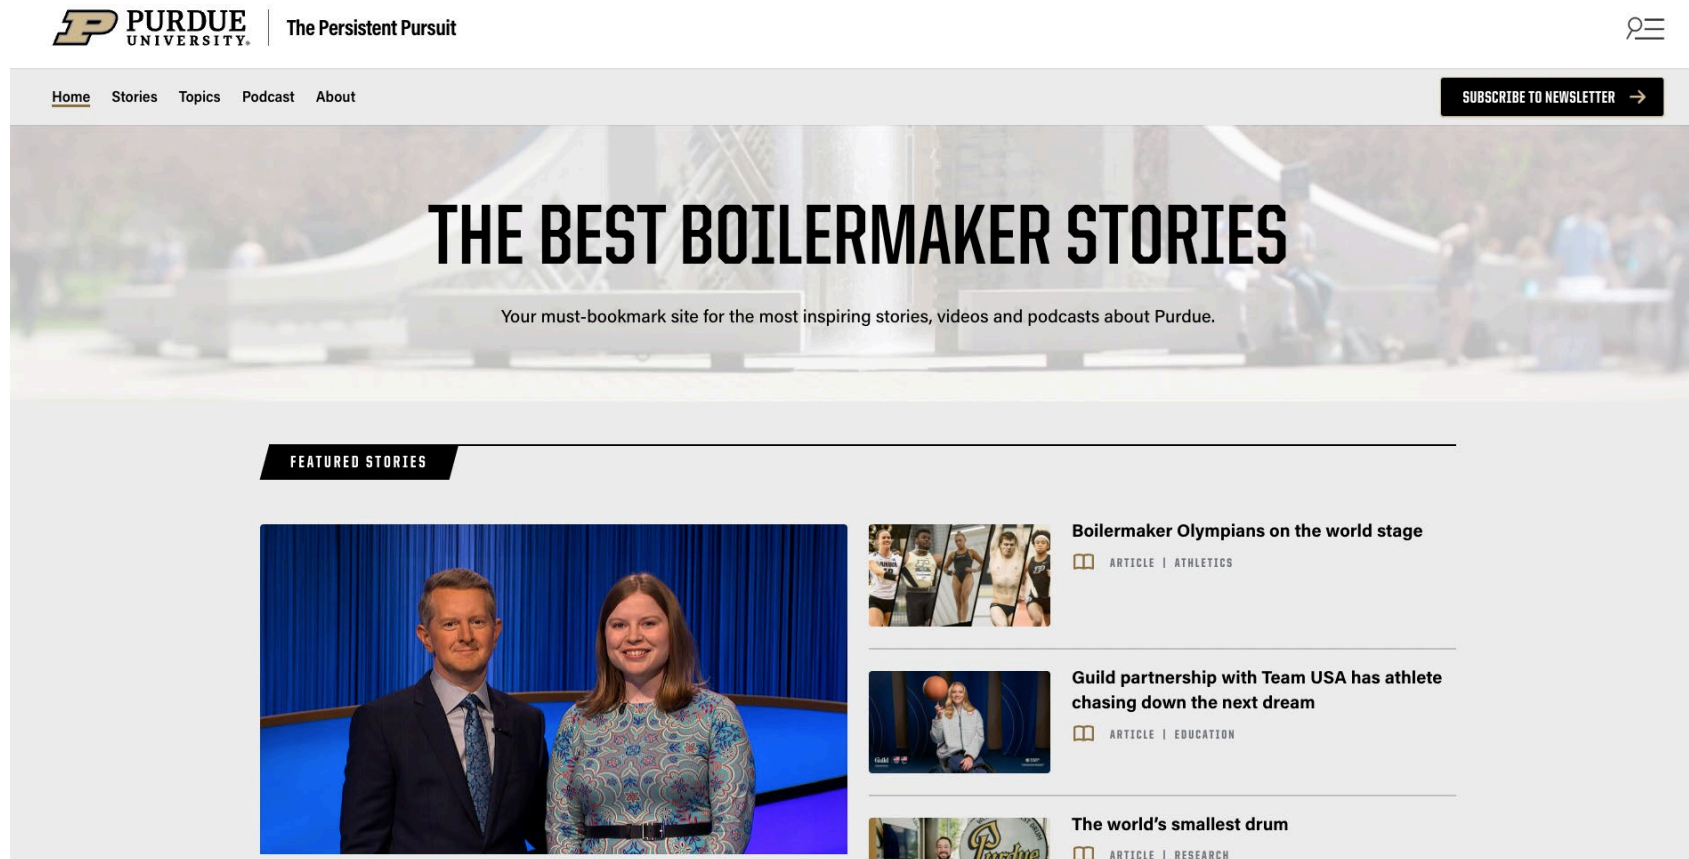 PURDUE
UNIVERSITY®
The Persistent Pursuit
Home
Stories
Topics
Podcast
About
SUBSCRIBE TO NEWSLETTER
THE BEST BOILERMAKER STORIES
Your must-bookmark site for the most inspiring stories, videos and podcasts about Purdue.
FEATURED STORIES
Boilermaker Olympians on the world stage
ARTICLE | ATHLETICS
Guild
Guild partnership with Team USA has athlete
chasing down the next dream
ARTICLE | EDUCATION
Purdue
The world’s smallest drum
ARTICLE | RESEARCH